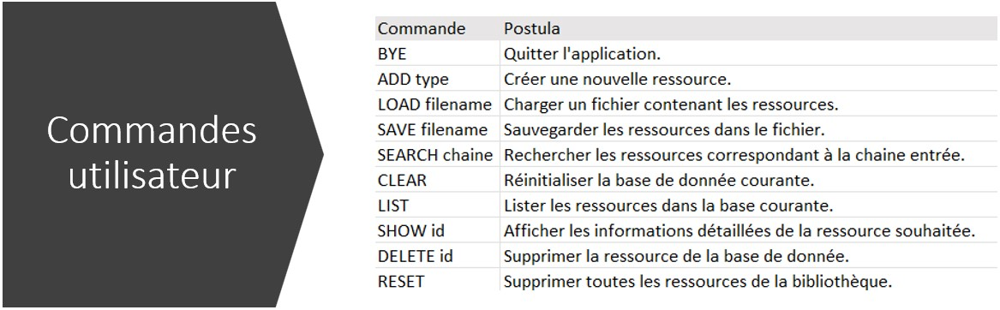 Commandes
utilisateur
Commande Postula
BYE Quitter l'application.
ADD type Créer une nouvelle ressource.
LOAD filename Charger un fichier contenant les ressources.
SAVE filename Sauvegarder les ressources dans le fichier.
SEARCH chaine Rechercher les ressources correspondant à la chaine entrée.
CLEAR Réinitialiser la base de donnée courante.
LIST Lister les ressources dans la base courante.
SHOW id Afficher les informations détaillées de la ressource souhaitée.
DELETE id Supprimer la ressource de la base de donnée.
RESET Supprimer toutes les ressources de la bibliothèque.